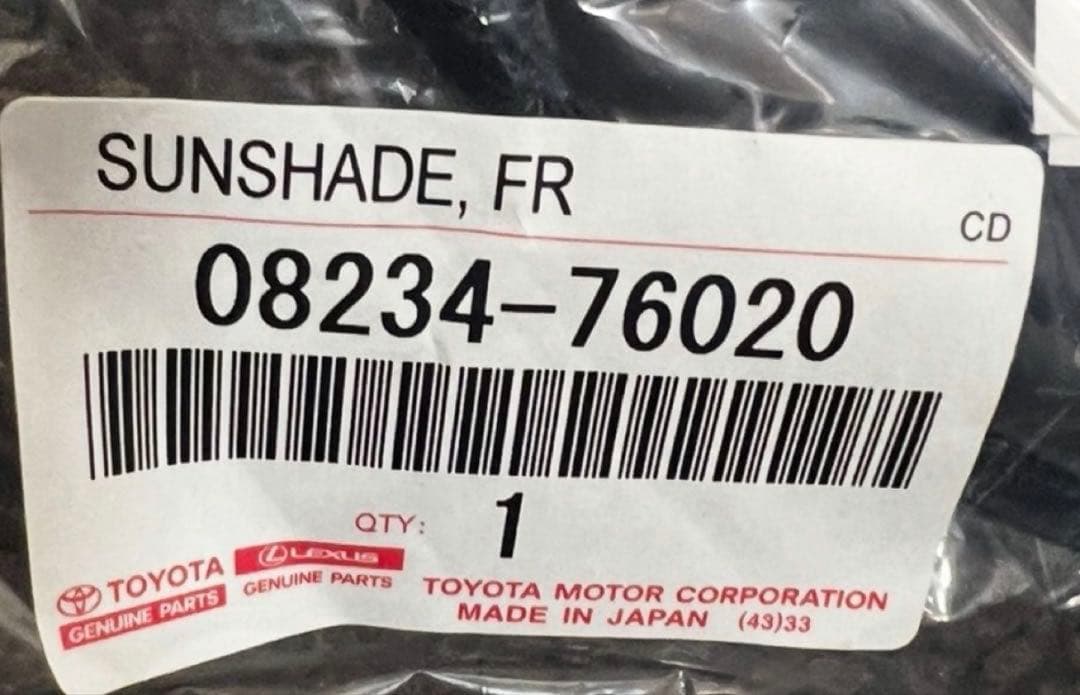 SUNSHADE, FR
CD
08234-76020
QTY: 1
TOYOTA
GENUINE PARTS
LEXUS
GENUINE PARTS
TOYOTA MOTOR CORPORATION
MADE IN JAPAN (43)33